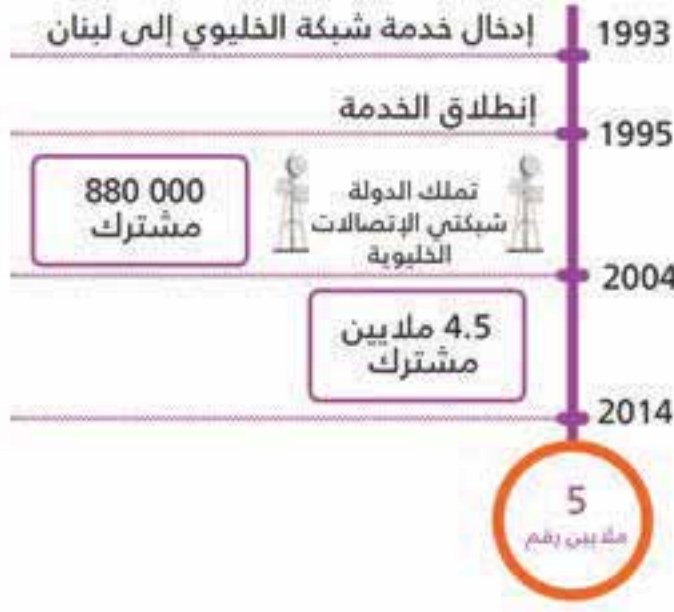 1993
إدخال خدمة شبكة الخليوي إلى لبنان
إنطلاق الخدمة
1995
تملك الدولة
شبكتي الإتصالات
الخليوية
880 000
مشترك
2004
4.5 ملايين
مشترك
2014
5
ملايين رقم